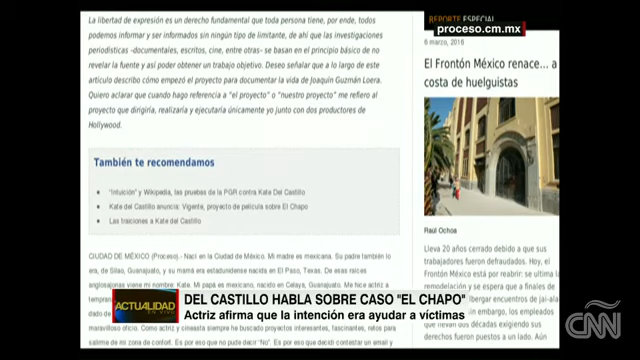 La libertad de expresión es un derecho fundamental que toda persona tiene, por ende, todos
podemos informar y ser informados sin ningún tipo de limitante, de ahí que las investigaciones
periodísticas -documentales, escritos, cine, entre otras- se basan en el principio básico de no
revelar la fuente y así poder obtener un trabajo objetivo. Deseo señalar que a lo largo de este
artículo describo cómo empezó el proyecto para documentar la vida de Joaquín Guzmán Loera.
Quiero aclarar que cuando hago referencia a "el proyecto" o "nuestro proyecto" me refiero al
proyecto que dirigiría, realizaría y ejecutaría únicamente yo junto con dos productores de
Hollywood.
También te recomendamos
"Intuición" y Wikipedia, las pruebas de la PGR contra Kate Del Castillo
Kate del Castillo anuncia: Vigente, proyecto de película sobre El Chapo
Las traiciones a Kate del Castillo
CIUDAD DE MÉXICO (Proceso).- Nací en la Ciudad de México. Mi madre es mexicana. Su padre también lo
era, de Silao, Guanajuato, y su mamá era estadunidense nacida en El Paso, Texas. De esas raíces
anglosajonas viene mi nombre: Kate. Mi papá es mexicano, nacido en Celaya, Guanajuato. Me hice actriz a
tempran
dado
maravilloso oficio. Como actriz y cineasta siempre he buscado proyectos interesantes, fascinantes, niños para
salirme de mi zona de confort. Es por eso que no pude decir "No". Es por eso que decidí contestar un email y
REPORTE ESPECIAL
proceso.com.mx
6 marzo, 2016
El Frontón México renace... a
costa de huelguistas
Raúl Ochoa
Lleva 20 años cerrado debido a que sus
trabajadores fueron defraudados. Hoy, el
Frontón México está por reabrir: se ultima la
remodelación y se espera que a finales de
albergar encuentros de jai-alai
s de box. Sin embargo, los
que llevan dos décadas exigiendo sus
derechos fueron puestos a un lado. Así
ACTUALIDAD
EN VIVO
DEL CASTILLO HABLA SOBRE CASO "EL CHAPO"
Actriz afirma que la intención era ayudar a víctimas
CNN